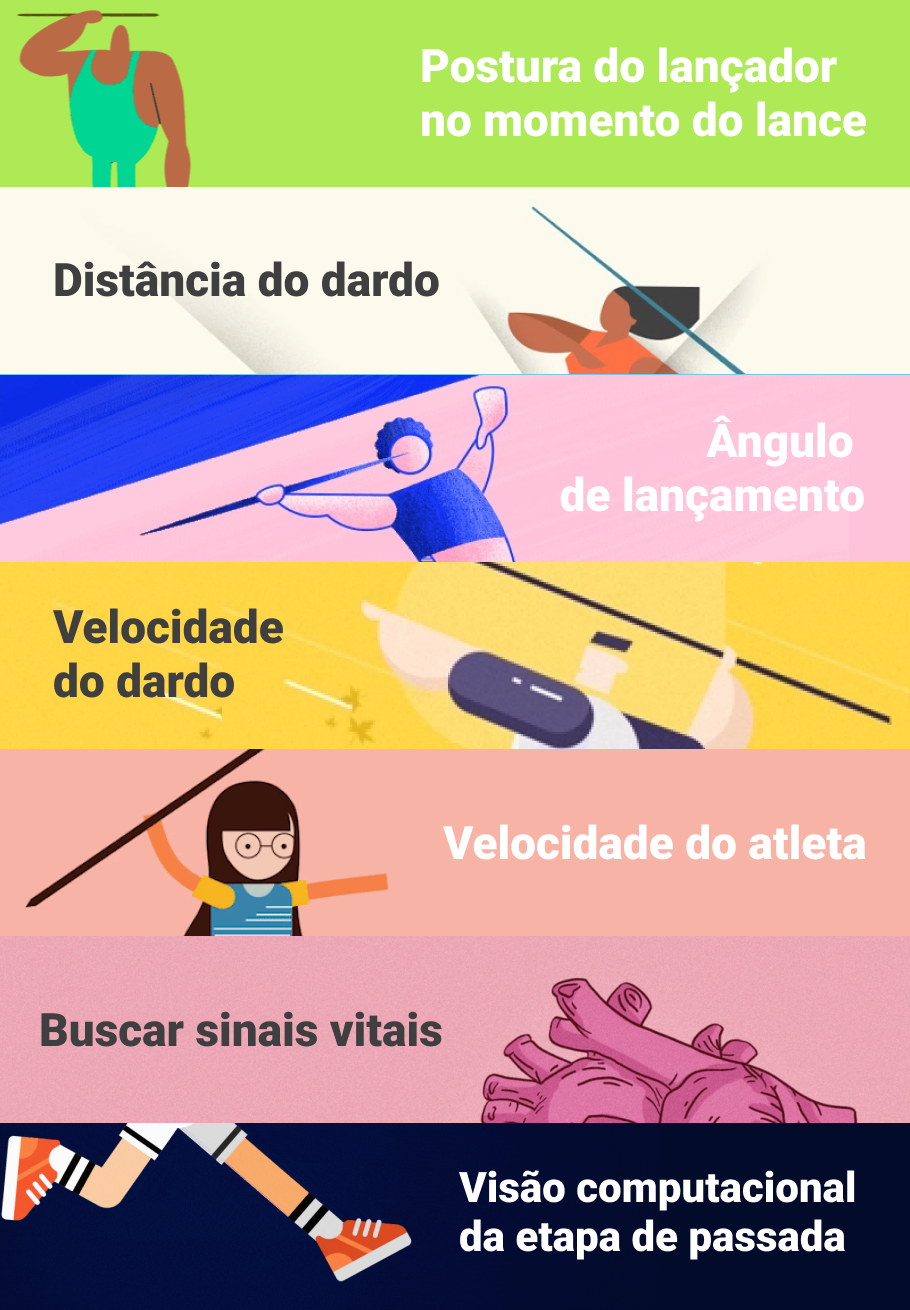 Postura do lançador
no momento do lance
Distância do dardo
Ângulo
de lançamento
Velocidade
do dardo
Velocidade do atleta
Buscar sinais vitais
Visão computacional
da etapa de passada